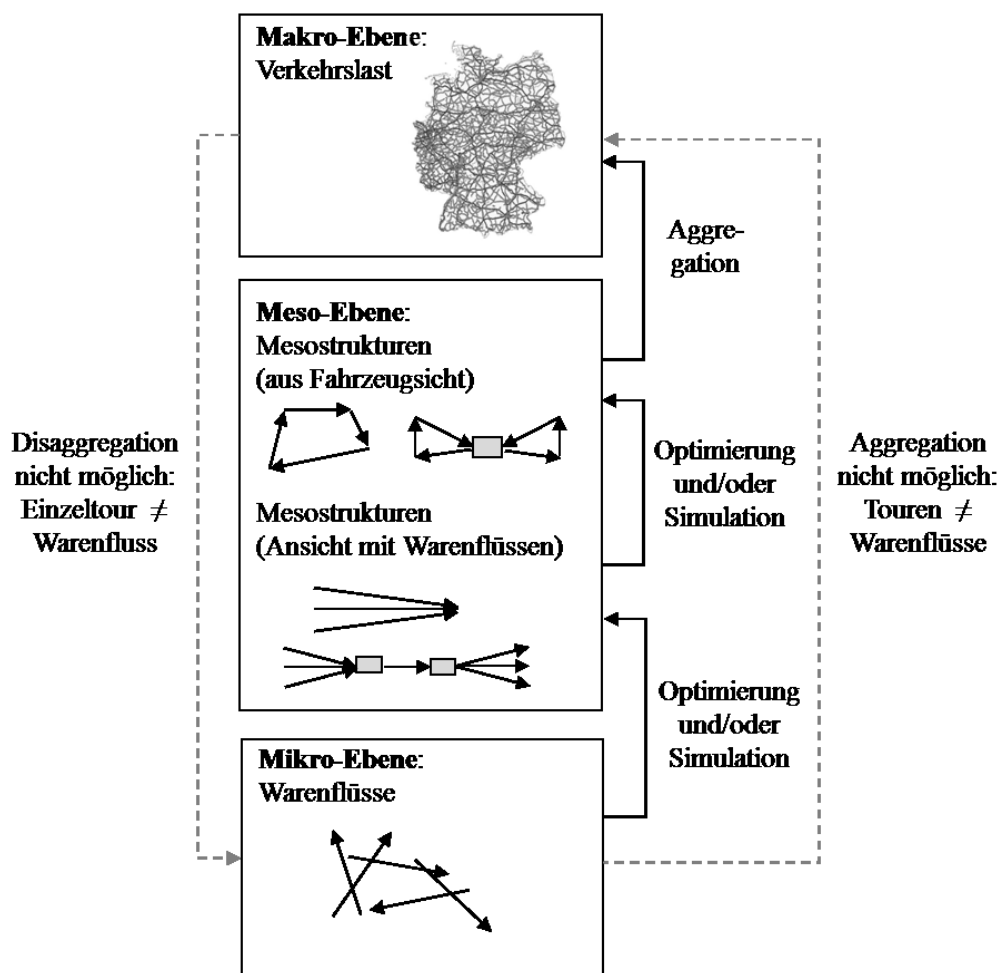 Makro-Ebene:
Verkehrslast
Aggre-
gation
Meso-Ebene:
Mesostrukturen
(aus Fahrzeugsicht)
Disaggregation
nicht möglich:
Einzeltour ≠
Warenfluss
Optimierung
und/oder
Simulation
Aggregation
nicht möglich:
Touren ≠
Warenflüsse
Mesostrukturen
(Ansicht mit Warenflüssen)
Optimierung
und/oder
Simulation
Mikro-Ebene:
Warenflüsse